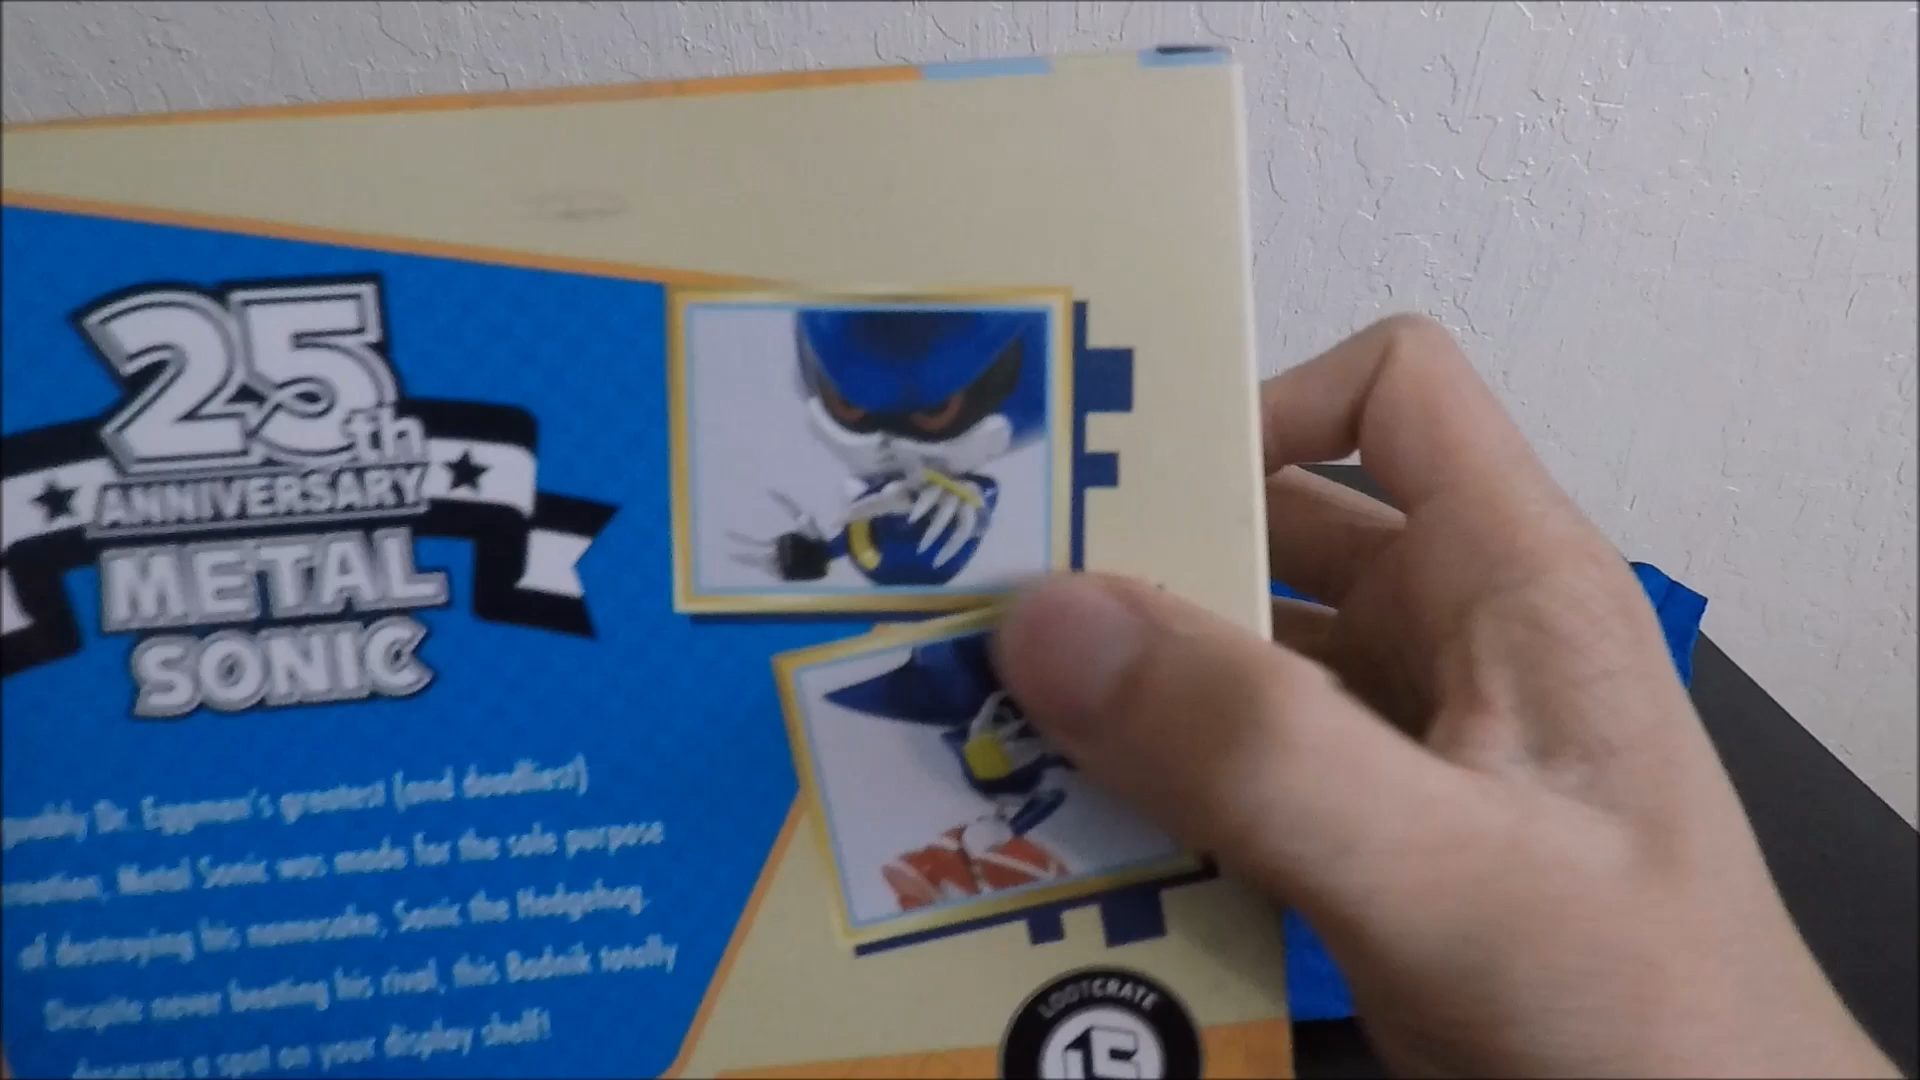 25th
ANNIVERSARY
METAL
SONIC
Dr. Eggman's greatest (and deadliest)
Metal Sonic was made for the sole purpose
of destroying his namesake, Sonic the Hedgehog.
Despite never beating his rival, this Badnik totally
deserves a spot on your display shelf!
LOOTCRATE